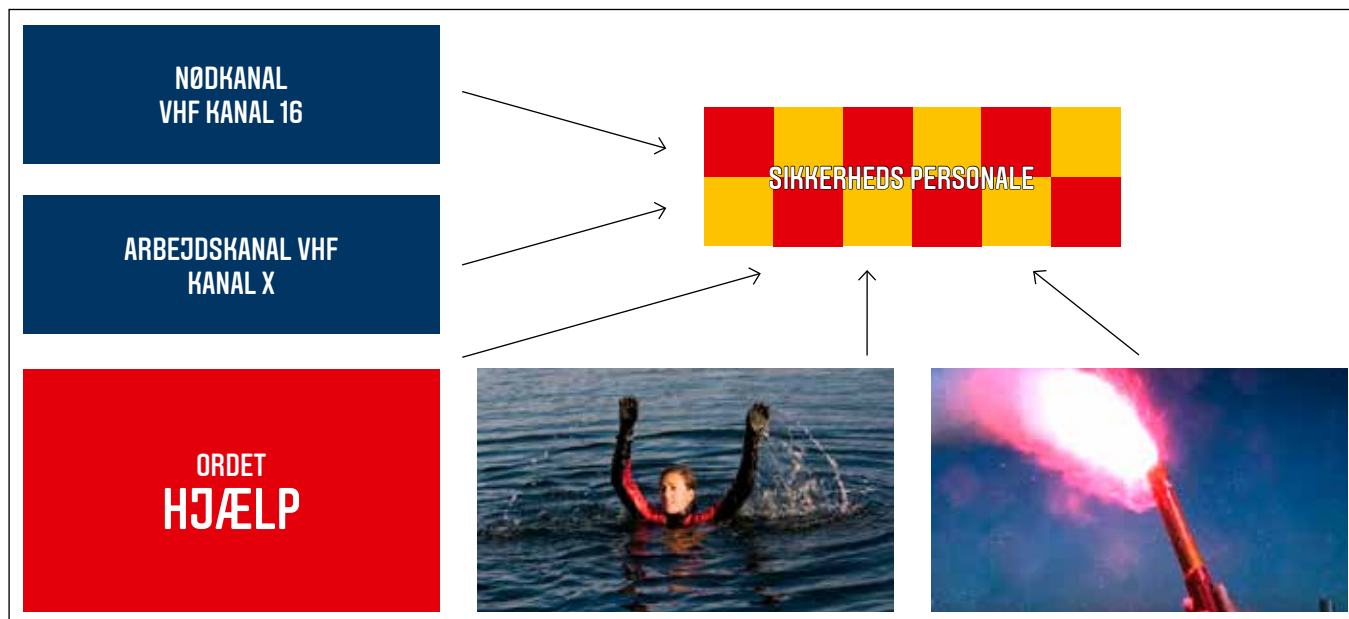 NØDKANAL
VHF KANAL 16
SIKKERHEDS PERSONALE
ARBEJDSKANAL VHF
KANAL X
ORDET
HJÆLP